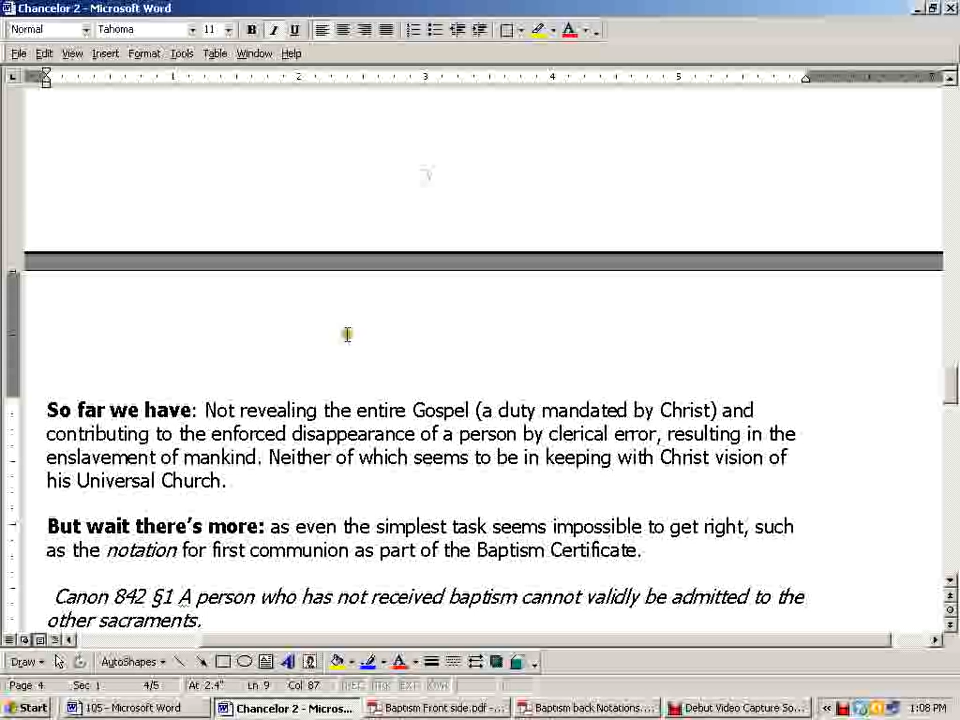 Chancelor 2 - Microsoft Word
Normal Tahoma 11 B I U A
File Edit View Insert Format Tools Table Window Help
1 2 3 4 5 7
So far we have: Not revealing the entire Gospel (a duty mandated by Christ) and
contributing to the enforced disappearance of a person by clerical error, resulting in the
enslavement of mankind. Neither of which seems to be in keeping with Christ vision of
his Universal Church.
But wait there's more: as even the simplest task seems impossible to get right, such
as the notation for first communion as part of the Baptism Certificate.
Canon 842 §1 A person who has not received baptism cannot validly be admitted to the
other sacraments.
Draw AutoShapes A A
Page 4 Sec 1 4/5 At 2.4" Ln 9 Col 87 REC TRK EXT OVR
Start 105 - Microsoft Word Chancelor 2 - Micros... Baptism Front side.pdf -... Baptism back Notations.... Debut Video Capture So... « 1:08 PM